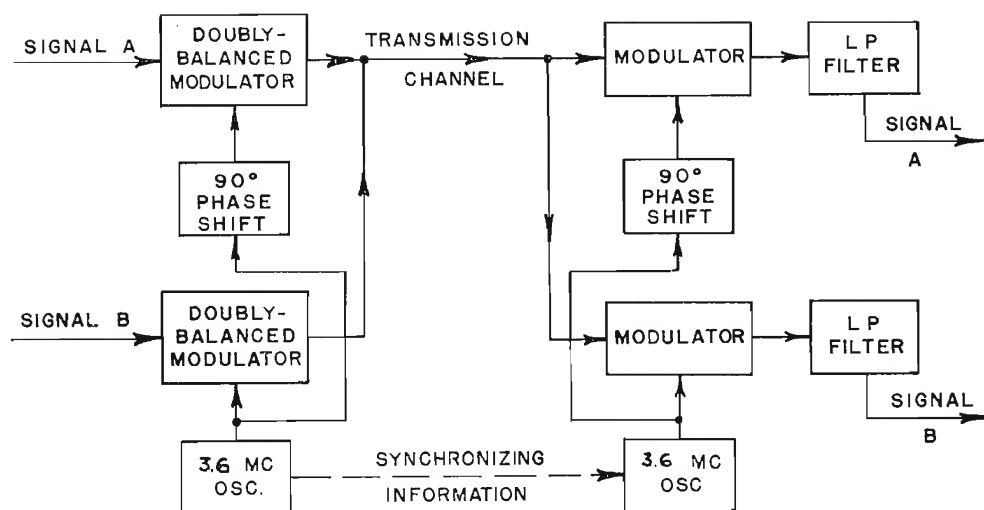 SIGNAL A
DOUBLY-
BALANCED
MODULATOR
TRANSMISSION
CHANNEL
MODULATOR
LP
FILTER
SIGNAL
A
90°
PHASE
SHIFT
90°
PHASE
SHIFT
SIGNAL B
DOUBLY-
BALANCED
MODULATOR
MODULATOR
LP
FILTER
SIGNAL
B
3.6 MC
OSC.
SYNCHRONIZING
INFORMATION
3.6 MC
OSC